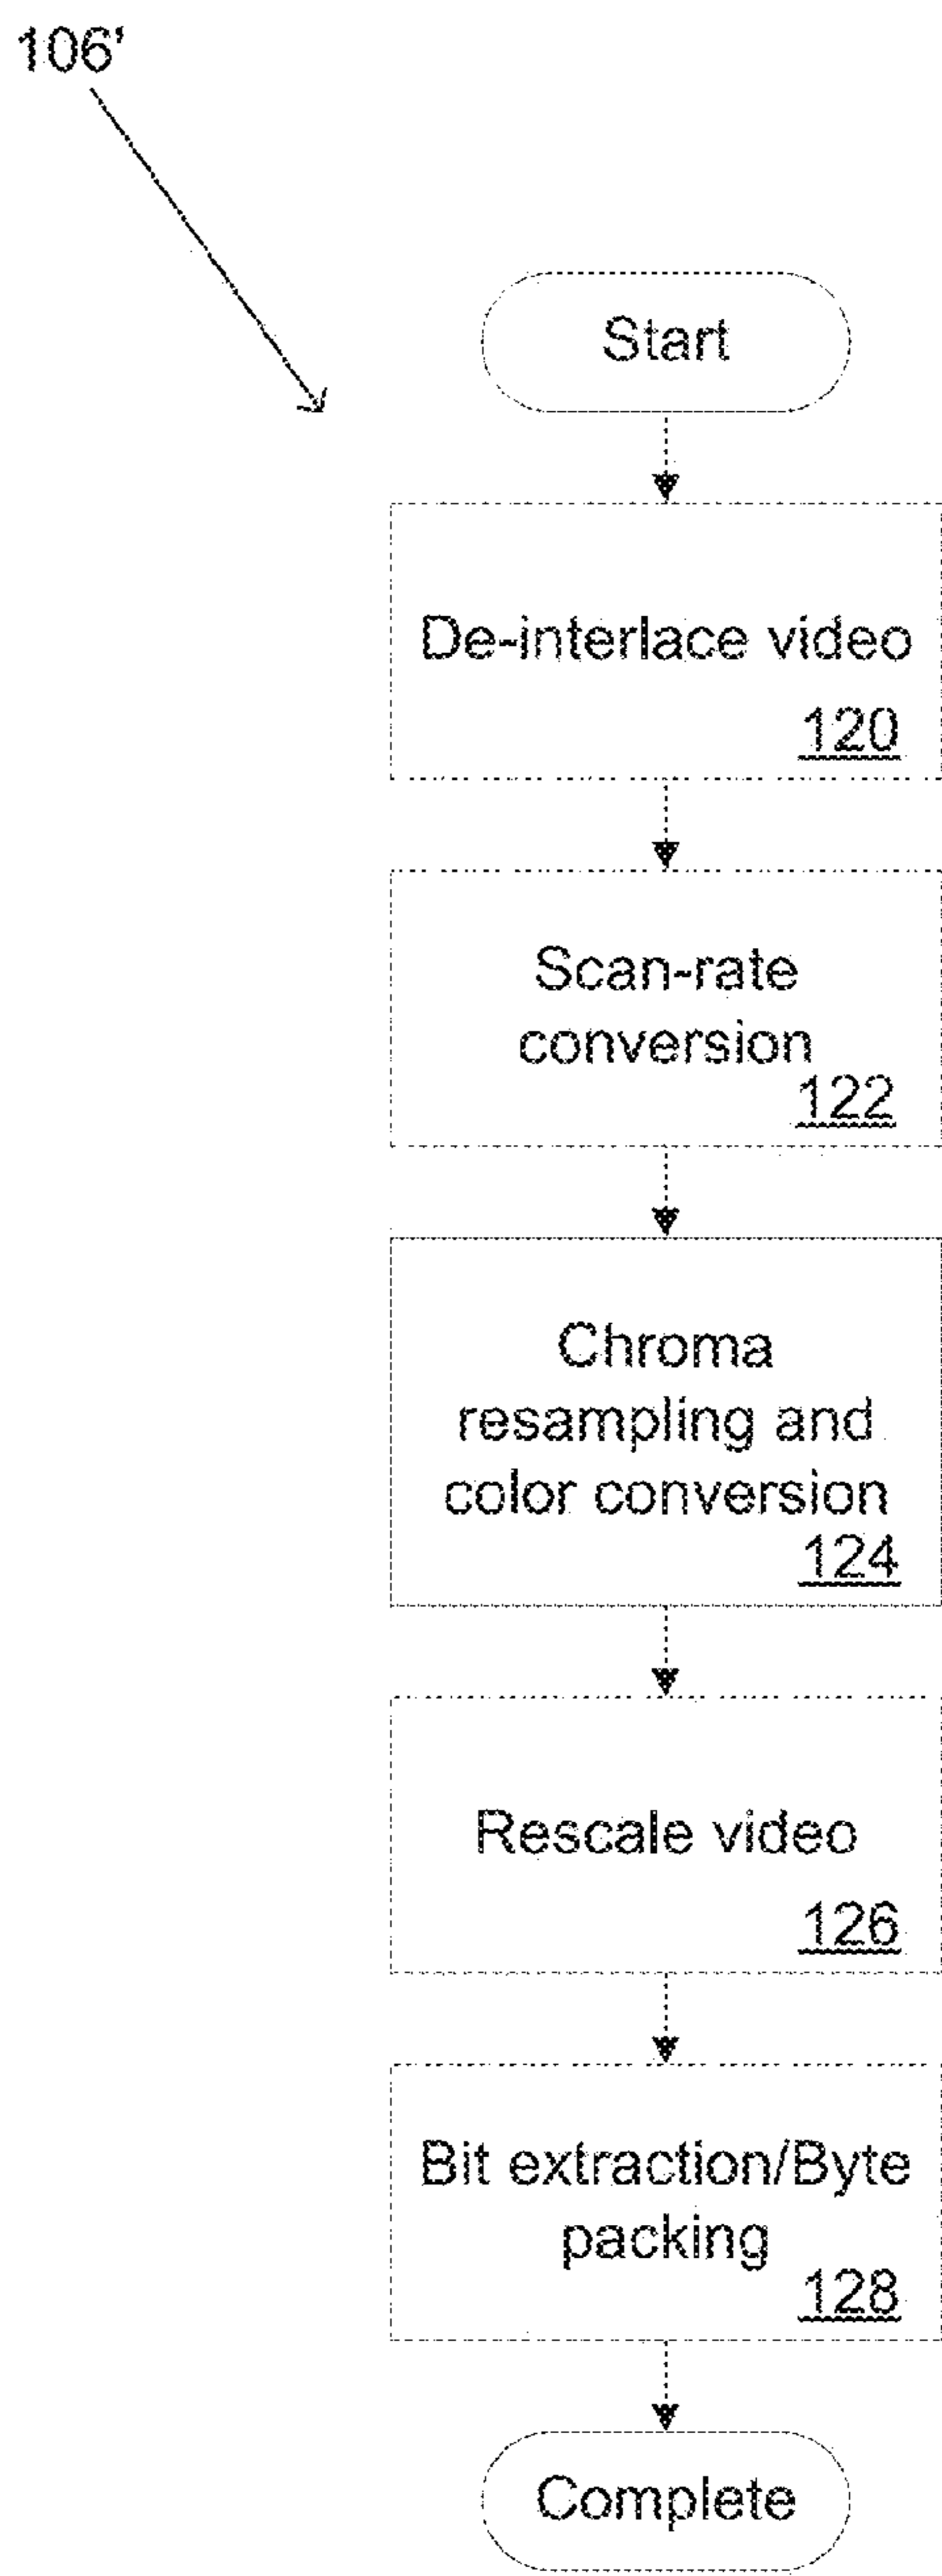 106'
Start
De-interlace video
120
Scan-rate
conversion
122
Chroma
resampling and
color conversion
124
Rescale video
126
Bit extraction/Byte
packing
128
Complete